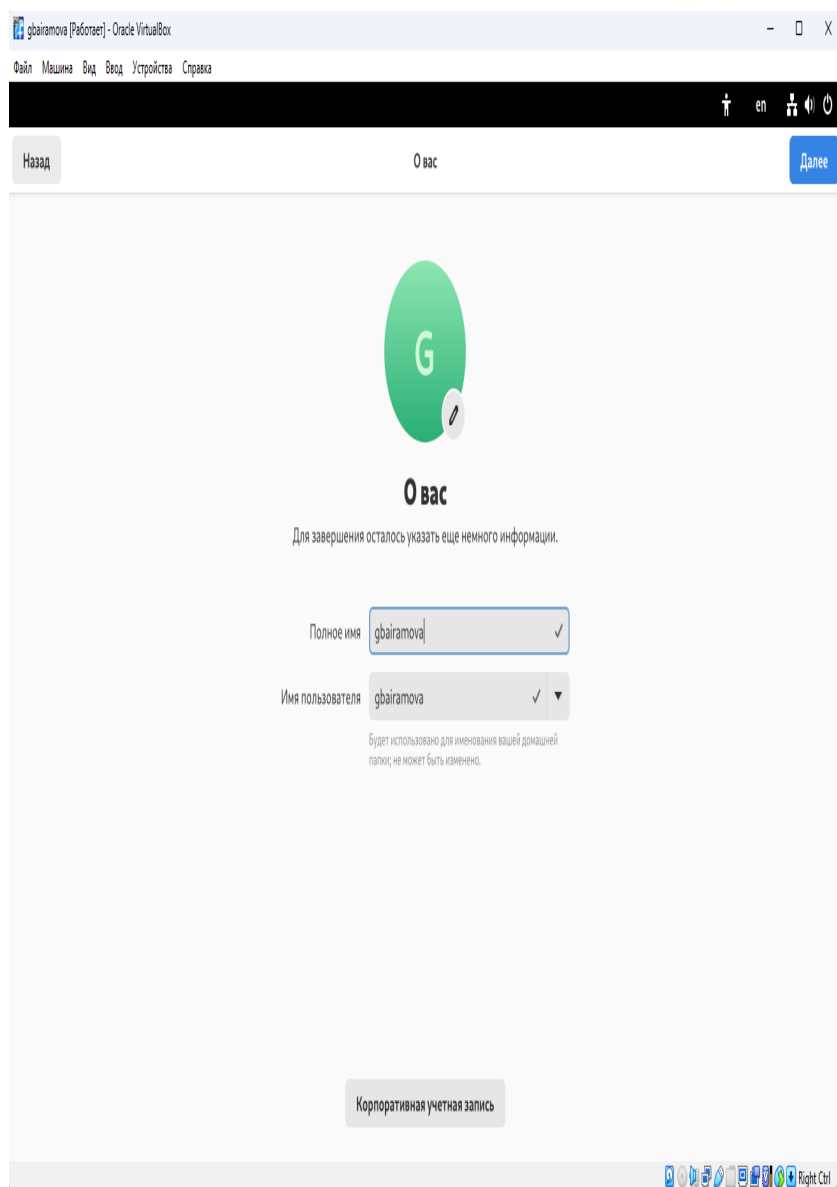 gbairamova [Работает] - Oracle VirtualBox
Файл Машина Вид Ввод Устройства Справка
en
Назад
О вас
Далее
G
О вас
Для завершения осталось указать еще немного информации.
Полное имя gbairamova
Имя пользователя gbairamova
Будет использовано для именования вашей домашней
папки; не может быть изменено.
Корпоративная учетная запись
Right Ctrl